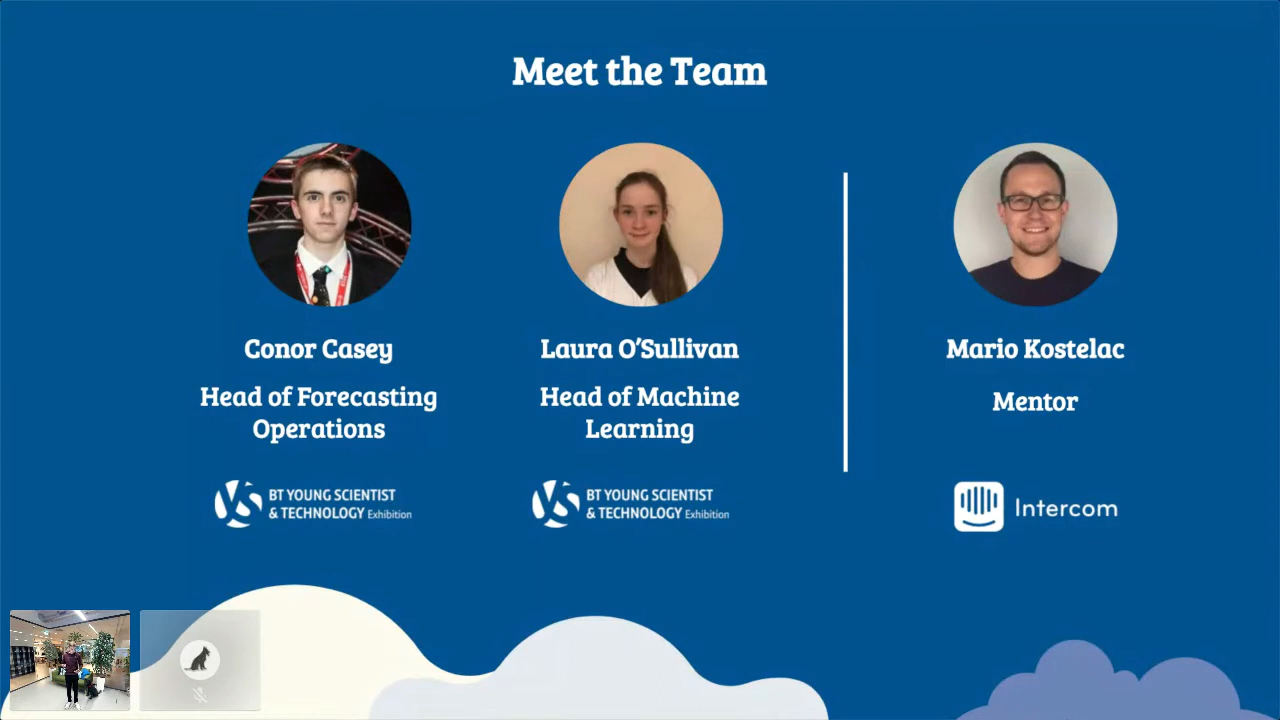 Meet the Team
Conor Casey
Head of Forecasting
Operations
BT YOUNG SCIENTIST
& TECHNOLOGY Exhibition
Laura O'Sullivan
Head of Machine
Learning
BT YOUNG SCIENTIST
& TECHNOLOGY Exhibition
Mario Kostelac
Mentor
Intercom